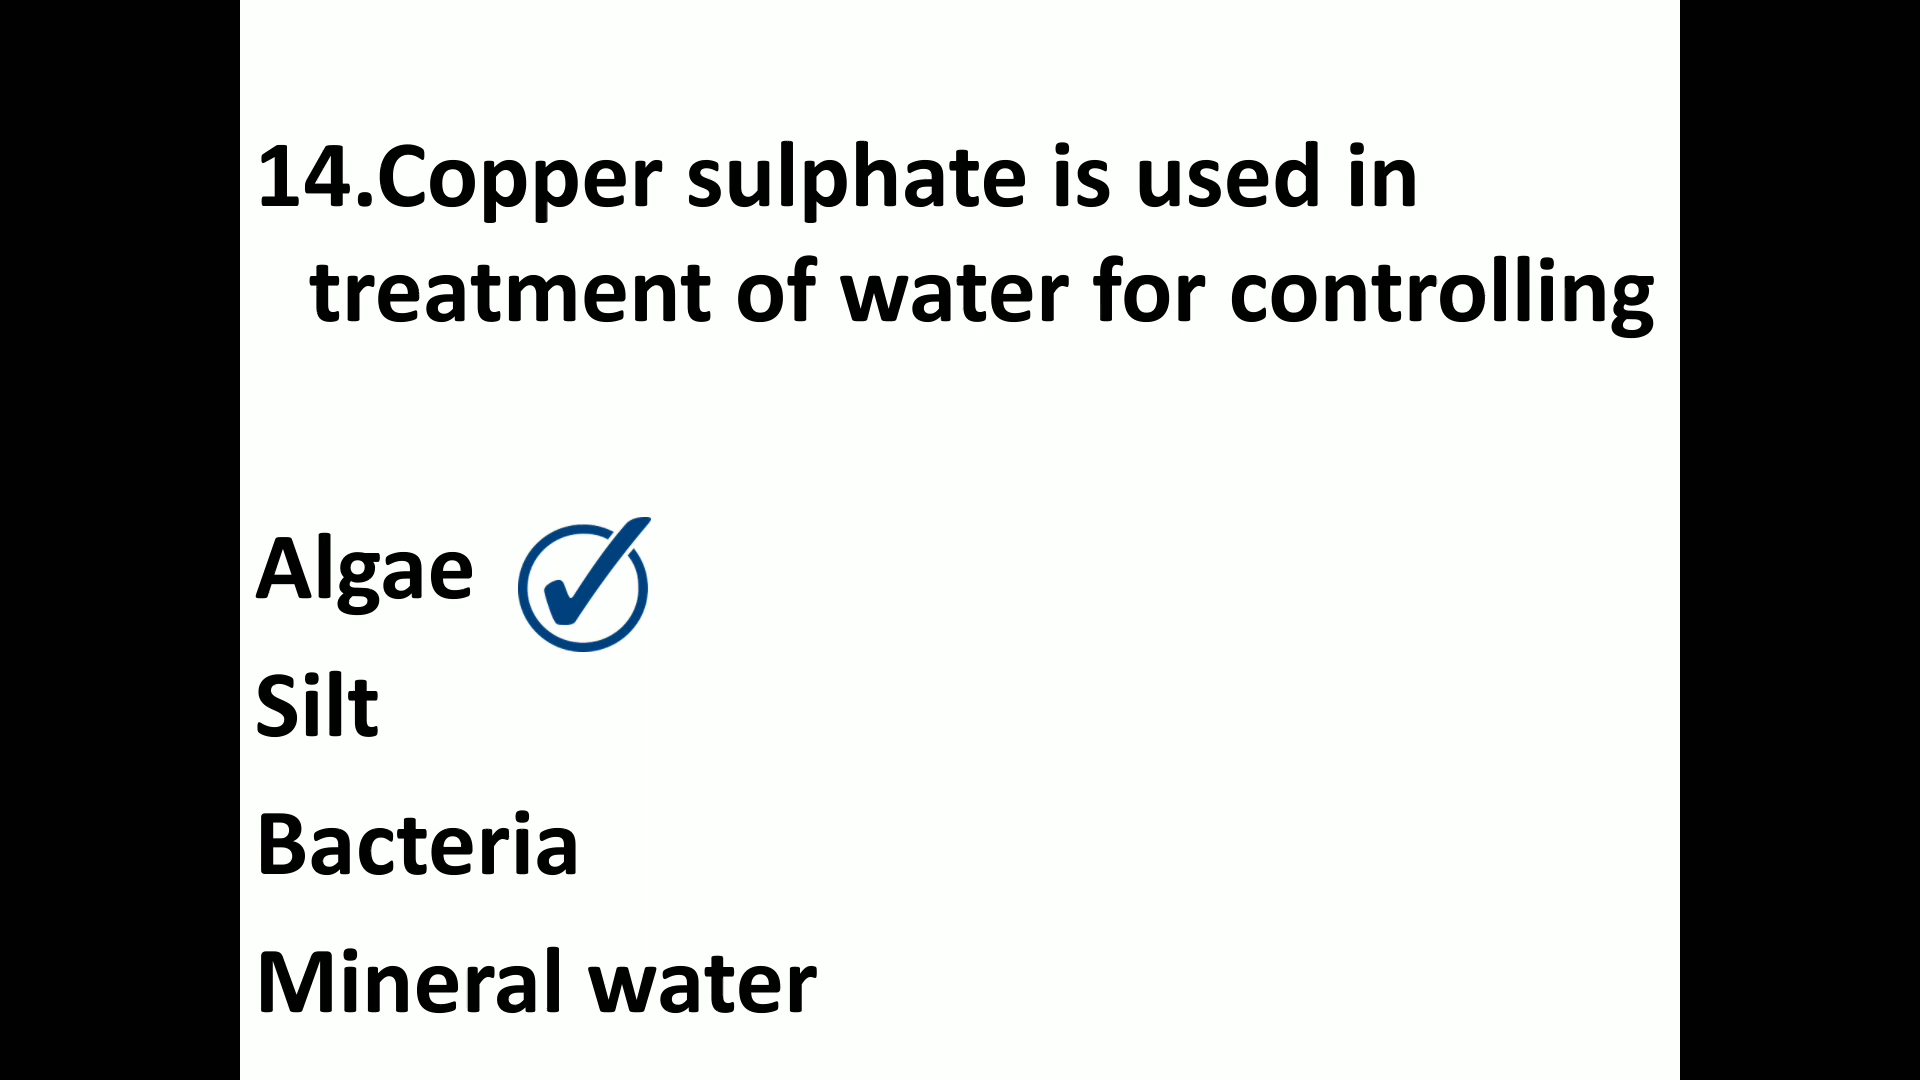 14.Copper sulphate is used in
treatment of water for controlling
Algae
Silt
Bacteria
Mineral water